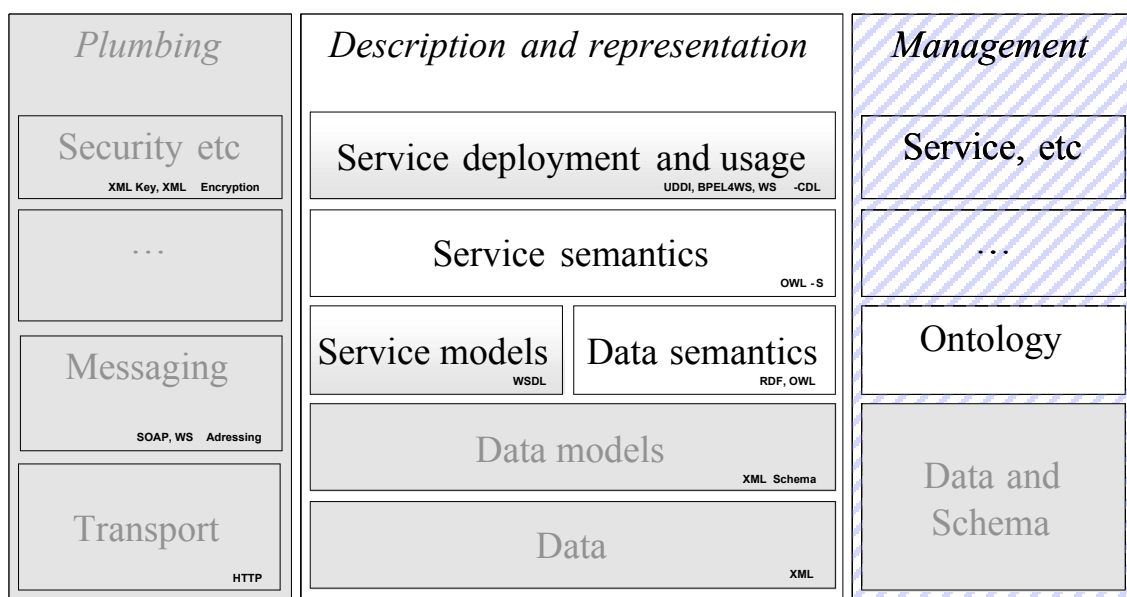 Plumbing
Security etc
XML Key, XML Encryption
…
Messaging
SOAP, WS Adressing
Transport
HTTP
Description and representation
Service deployment and usage
UDDI, BPEL4WS, WS -CDL
Service semantics
OWL -S
Service models
WSDL
Data semantics
RDF, OWL
Data models
XML Schema
Data
XML
Management
Service, etc
…
Ontology
Data and
Schema